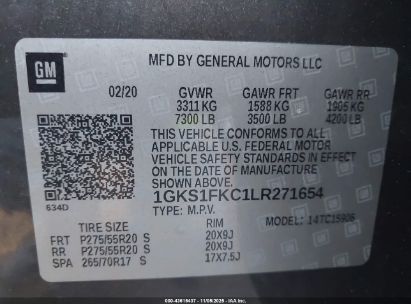 GM
MFD BY GENERAL MOTORS LLC
02/20 GVWR GAWR FRT GAWR RR
3311 KG 1588 KG 1905 KG
7300 LB 3500 LB 4200 LB
THIS VEHICLE CONFORMS TO ALL
APPLICABLE U.S. FEDERAL MOTOR
VEHICLE SAFETY STANDARDS IN EFFECT
ON THE DATE OF MANUFACTURE
SHOWN ABOVE.
1GKS1FKC1LR271654
634D
TYPE: M.P.V. MODEL: 14TC15906
TIRE SIZE RIM
FRT P275/55R20 S 20X9J
RR P275/55R20 S 20X9J
SPA 265/70R17 S 17X7.5J